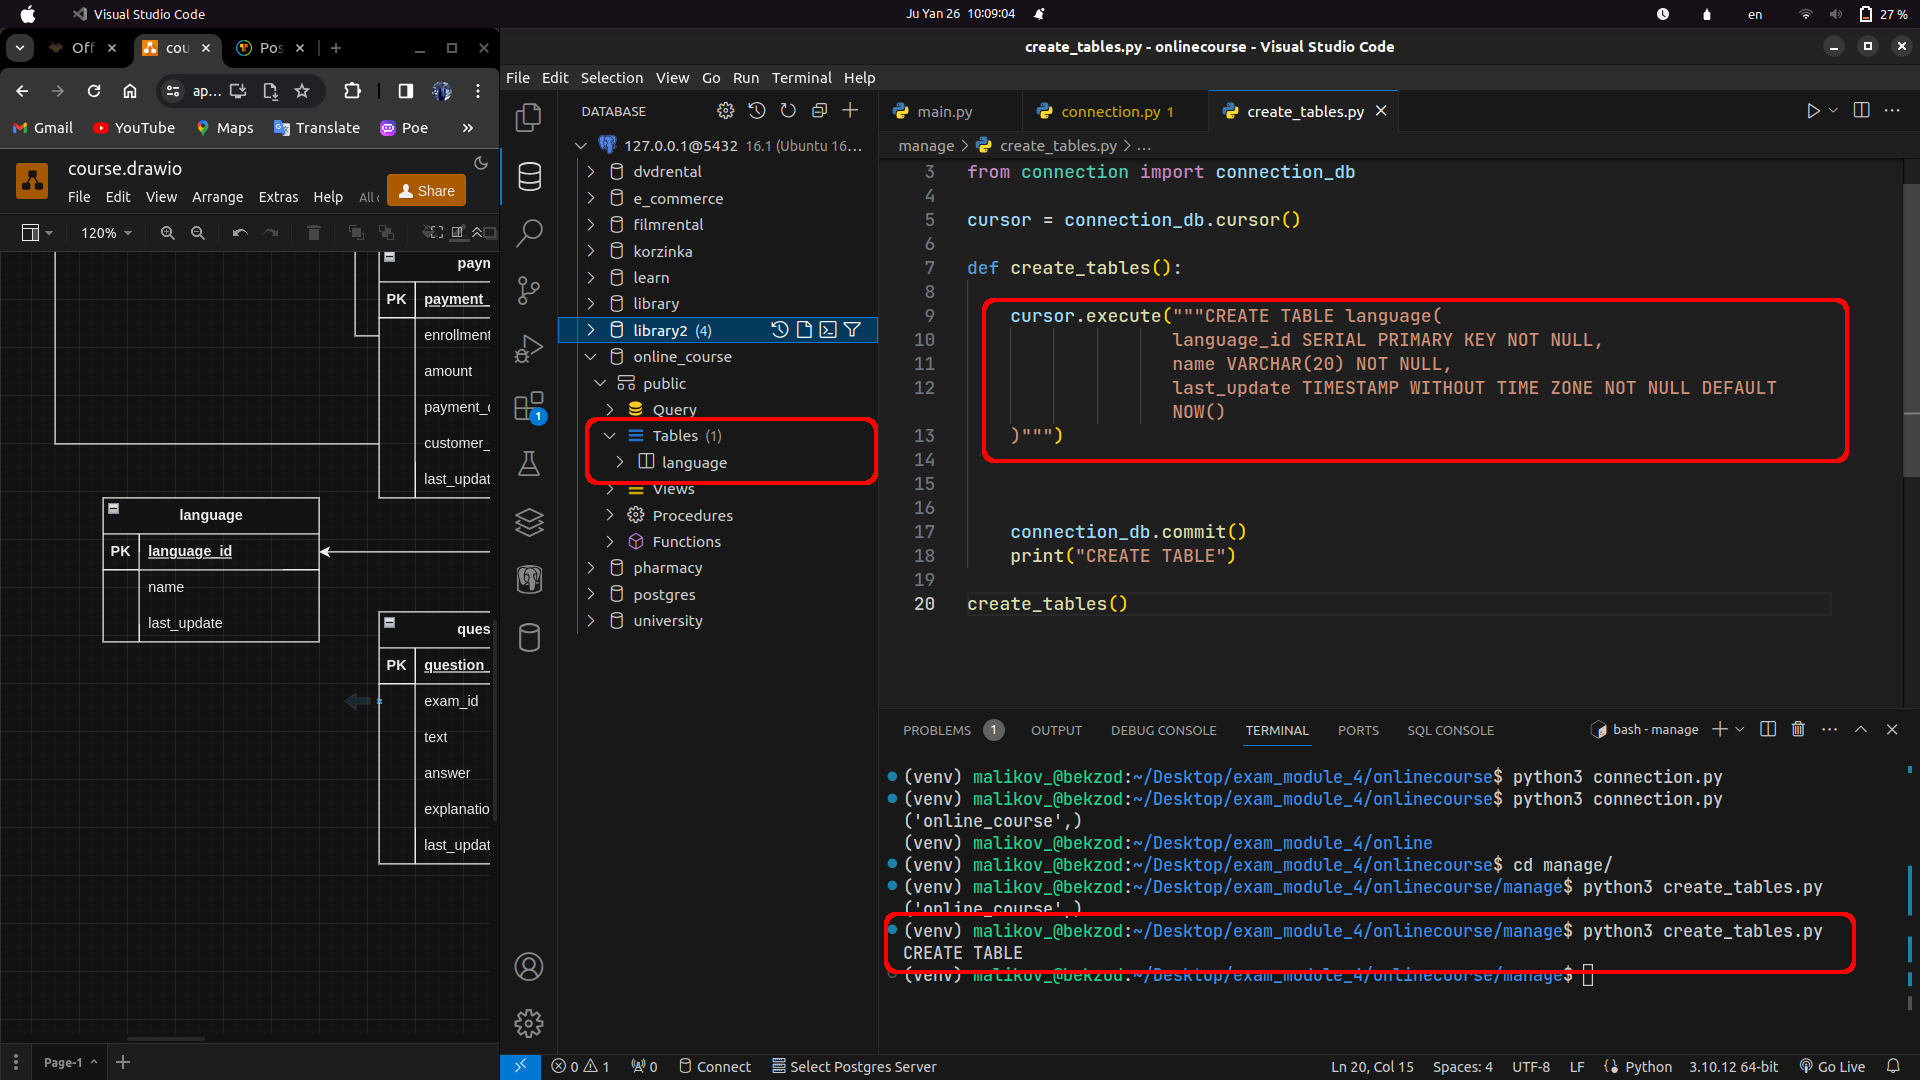 Visual Studio Code
Ju Yan 26 10:09:04
en
27 %
Off
cou
Pos
ap...
Gmail
YouTube
Maps
Translate
Poe
course.drawio
File Edit View Arrange Extras Help
All
Share
120%
paym
PK payment_
enrollment
amount
payment_
customer_
last_updat
language
PK language_id
name
last_update
ques
PK question_
exam_id
text
answer
explanatio
last_updat
Page-1
create_tables.py - onlinecourse - Visual Studio Code
File Edit Selection View Go Run Terminal Help
DATABASE
127.0.0.1@5432 16.1 (Ubuntu 16...
dvdrental
e_commerce
filmrental
korzinka
learn
library
library2 (4)
online_course
public
Query
Tables (1)
language
Views
Procedures
Functions
pharmacy
postgres
university
1
main.py
connection.py 1
create_tables.py
manage > create_tables.py > ...
3 from connection import connection_db
4
5 cursor = connection_db.cursor()
6
7 def create_tables():
8
9 cursor.execute("""CREATE TABLE language(
10 language_id SERIAL PRIMARY KEY NOT NULL,
11 name VARCHAR(20) NOT NULL,
12 last_update TIMESTAMP WITHOUT TIME ZONE NOT NULL DEFAULT
NOW()
13 )""")
14
15
16
17 connection_db.commit()
18 print("CREATE TABLE")
19
20 create_tables()
PROBLEMS 1 OUTPUT DEBUG CONSOLE TERMINAL PORTS SQL CONSOLE
bash - manage
(venv) malikov_@bekzod:~/Desktop/exam_module_4/onlinecourse$ python3 connection.py
(venv) malikov_@bekzod:~/Desktop/exam_module_4/onlinecourse$ python3 connection.py
('online_course',)
(venv) malikov_@bekzod:~/Desktop/exam_module_4/online
(venv) malikov_@bekzod:~/Desktop/exam_module_4/onlinecourse$ cd manage/
(venv) malikov_@bekzod:~/Desktop/exam_module_4/onlinecourse/manage$ python3 create_tables.py
('online_course',)
(venv) malikov_@bekzod:~/Desktop/exam_module_4/onlinecourse/manage$ python3 create_tables.py
CREATE TABLE
(venv) malikov_@bekzod:~/Desktop/exam_module_4/onlinecourse/manage$
0 1
0
Connect
Select Postgres Server
Ln 20, Col 15
Spaces: 4
UTF-8
LF
Python
3.10.12 64-bit
Go Live